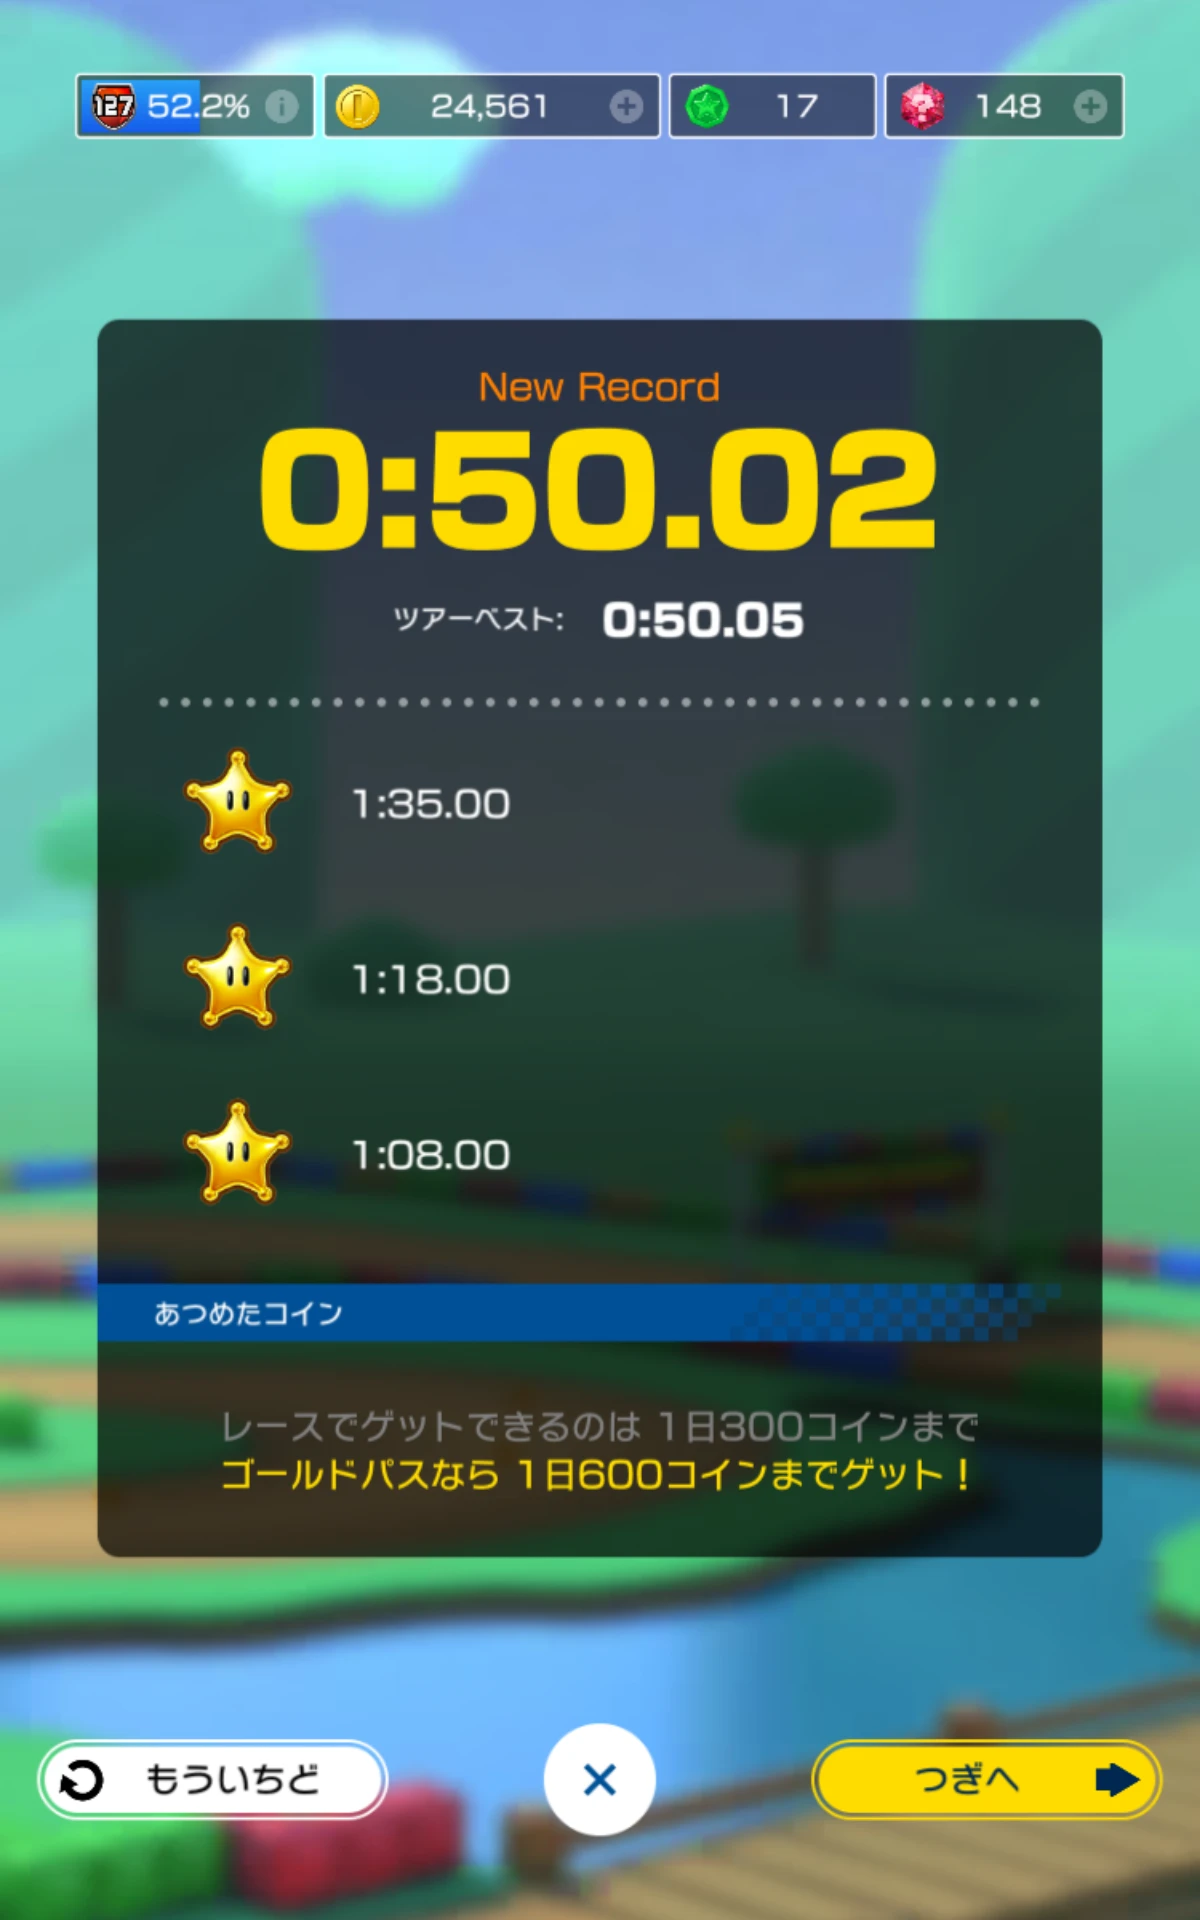 127 52.2% 24,561 17 148
New Record
0:50.02
ツアーベスト: 0:50.05
1:35.00
1:18.00
1:08.00
あつめたコイン
レースでゲットできるのは 1日300コインまで
ゴールドパスなら 1日600コインまでゲット！
もういちど
つぎへ